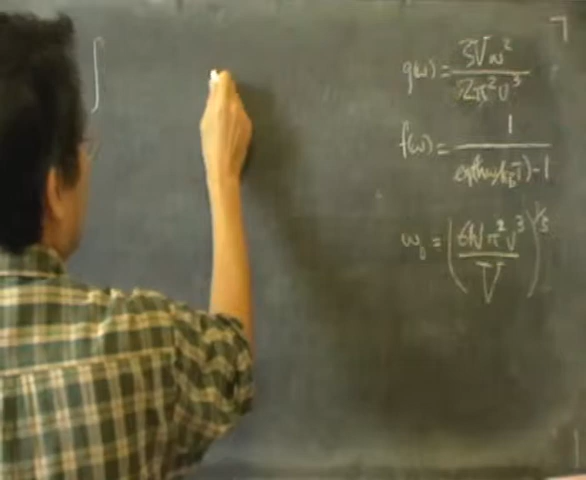 ∫
g(ω) = 3Vω² / 2π²v³
f(ω) = 1 / exp(ħω/k_BT) - 1
ω_D = (6Nπ²v³ / V)^1/3